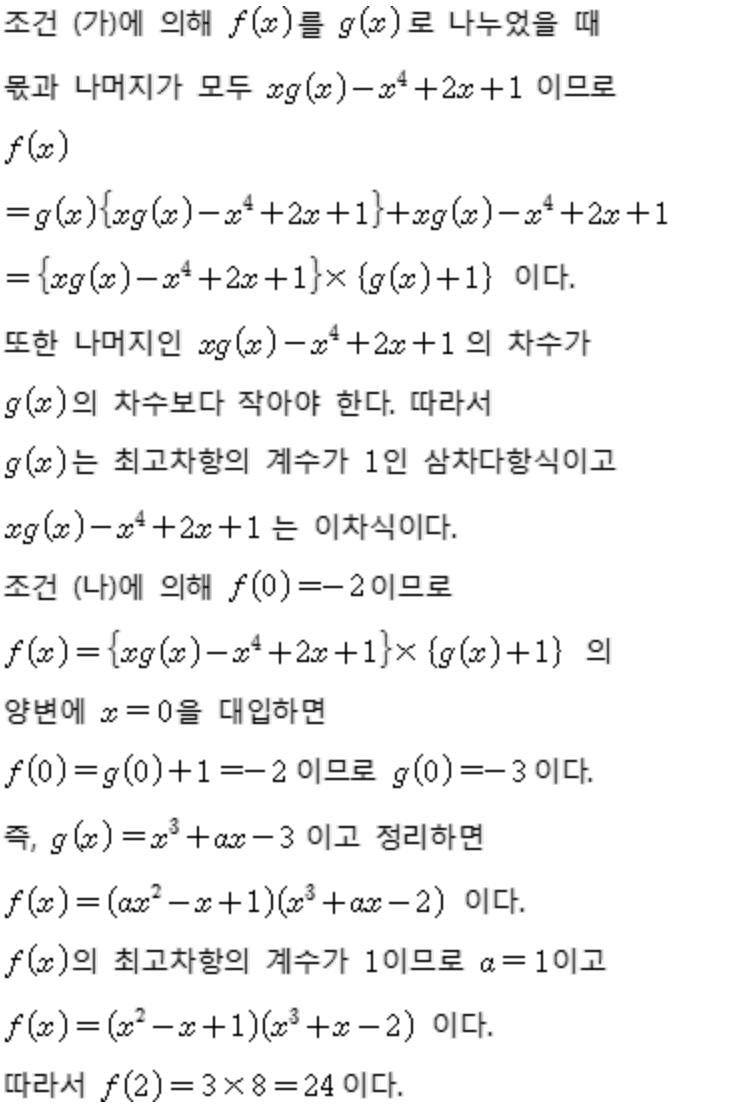 조건 (가)에 의해 f(x)를 g(x)로 나누었을 때
몫과 나머지가 모두 xg(x)-x⁴+2x+1 이므로
f(x)
=g(x){xg(x)-x⁴+2x+1}+xg(x)-x⁴+2x+1
={xg(x)-x⁴+2x+1}×{g(x)+1} 이다.
또한 나머지인 xg(x)-x⁴+2x+1 의 차수가
g(x)의 차수보다 작아야 한다. 따라서
g(x)는 최고차항의 계수가 1인 삼차다항식이고
xg(x)-x⁴+2x+1 는 이차식이다.
조건 (나)에 의해 f(0)=-2이므로
f(x)={xg(x)-x⁴+2x+1}×{g(x)+1} 의
양변에 x=0을 대입하면
f(0)=g(0)+1=-2 이므로 g(0)=-3 이다.
즉, g(x)=x³+ax-3 이고 정리하면
f(x)=(ax²-x+1)(x³+ax-2) 이다.
f(x)의 최고차항의 계수가 1이므로 a=1이고
f(x)=(x²-x+1)(x³+x-2) 이다.
따라서 f(2)=3×8=24 이다.